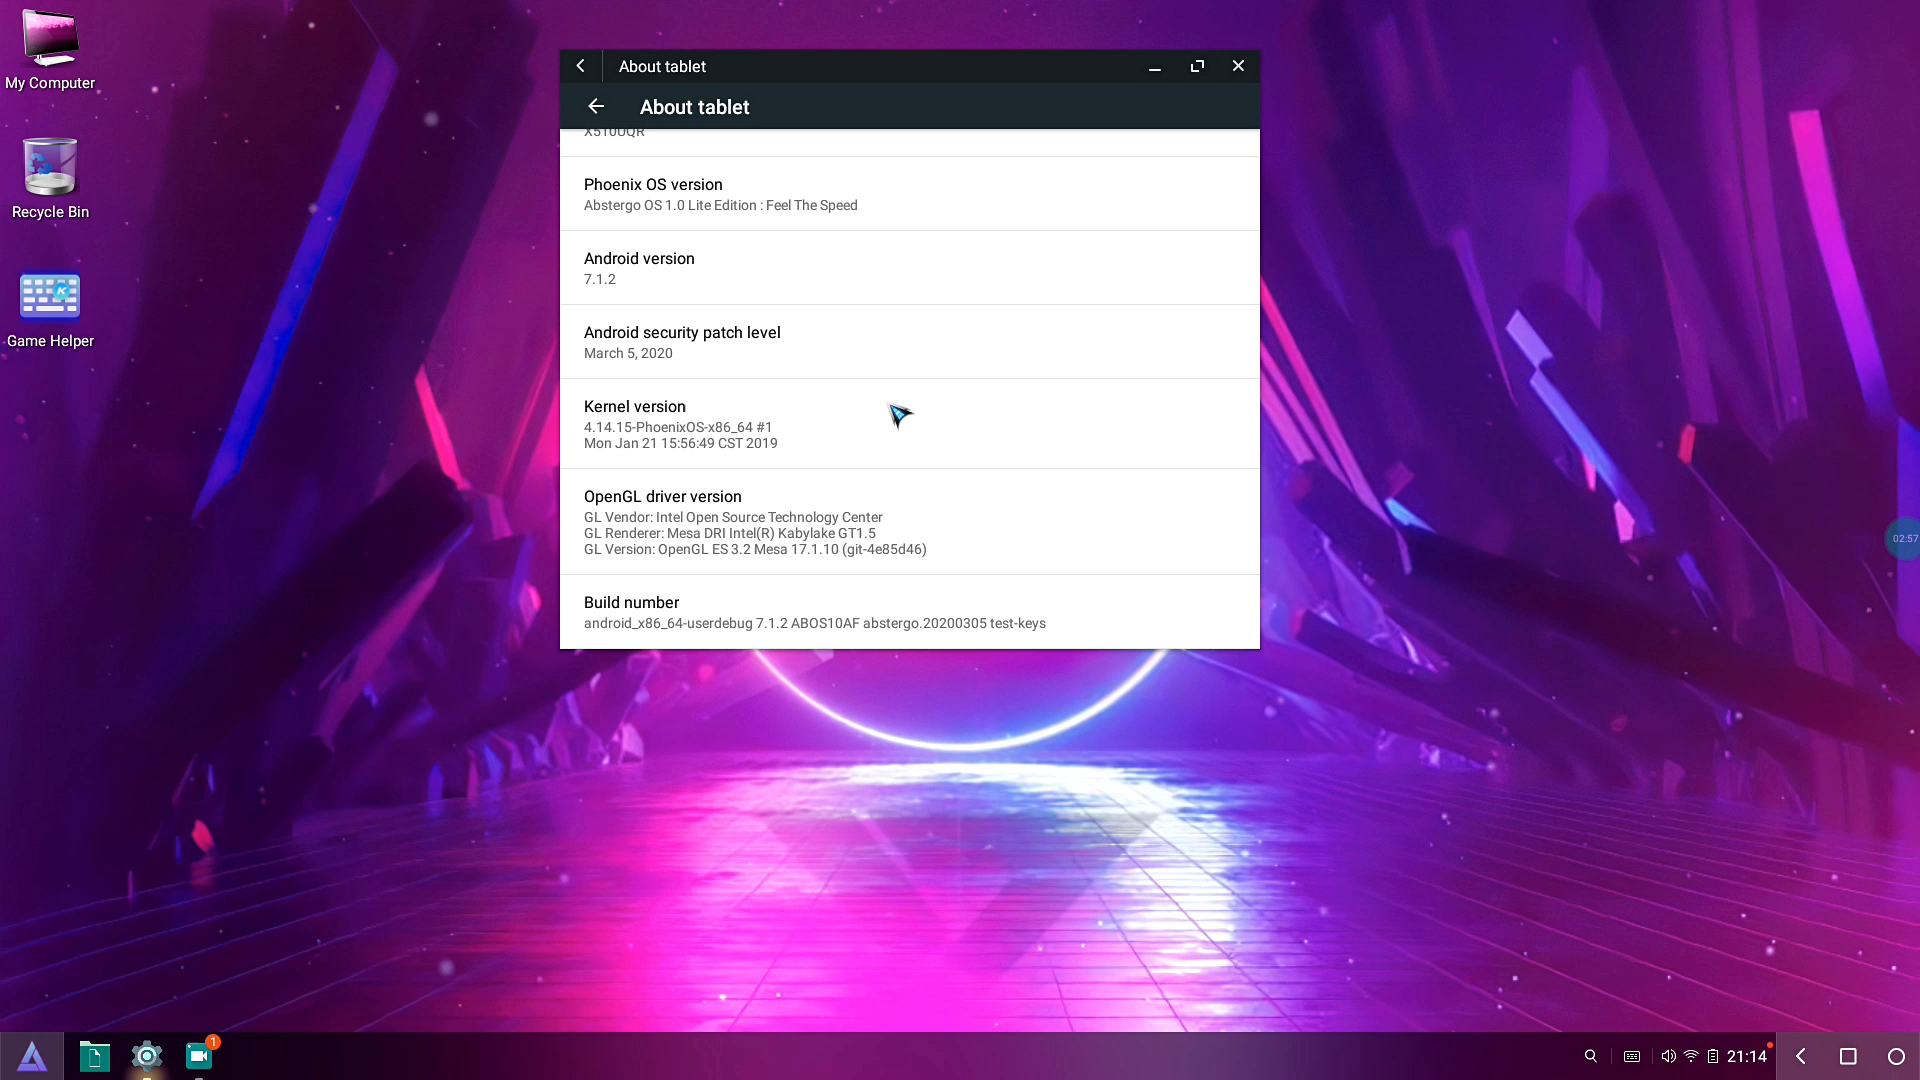 My Computer
Recycle Bin
Game Helper
About tablet
About tablet
X510UQR
Phoenix OS version
Abstergo OS 1.0 Lite Edition : Feel The Speed
Android version
7.1.2
Android security patch level
March 5, 2020
Kernel version
4.14.15-PhoenixOS-x86_64 #1
Mon Jan 21 15:56:49 CST 2019
OpenGL driver version
GL Vendor: Intel Open Source Technology Center
GL Renderer: Mesa DRI Intel(R) Kabylake GT1.5
GL Version: OpenGL ES 3.2 Mesa 17.1.10 (git-4e85d46)
Build number
android_x86_64-userdebug 7.1.2 ABOS10AF abstergo.20200305 test-keys
02:57
1
21:14